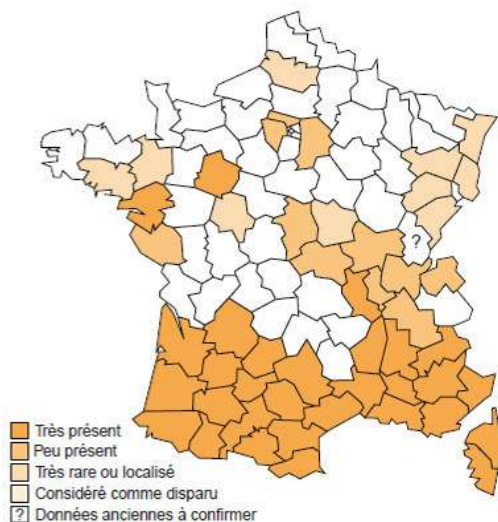 ?
Très présent
Peu présent
Très rare ou localisé
Considéré comme disparu
? Données anciennes à confirmer